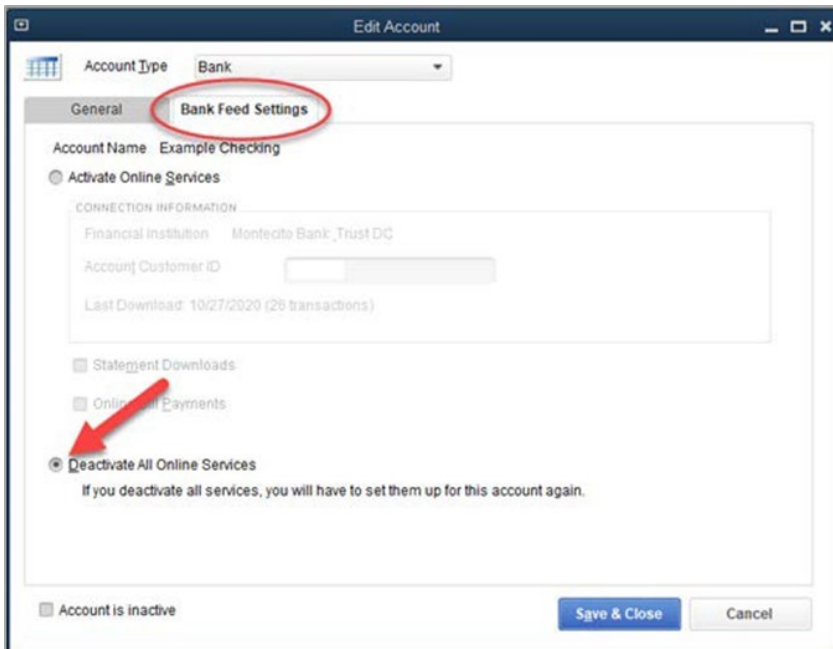 Edit Account
Account Type Bank
General Bank Feed Settings
Account Name Example Checking
Activate Online Services
CONNECTION INFORMATION
Financial Institution Montecito Bank_Trust DC
Account Customer ID
Last Download: 10/27/2020 (26 transactions)
Statement Downloads
Payments
Deactivate All Online Services
If you deactivate all services, you will have to set them up for this account again.
Account is inactive
Save & Close Cancel